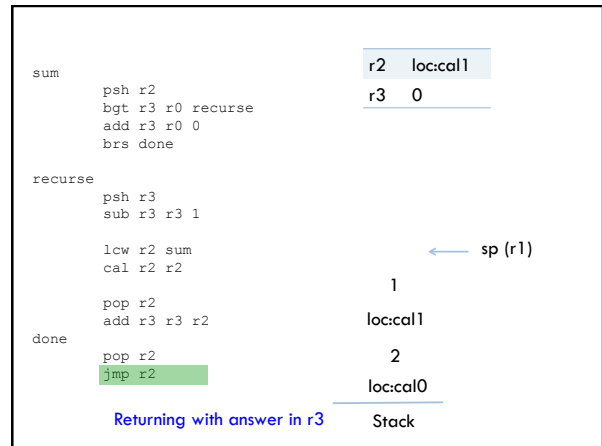 sum
psh r2
bgt r3 r0 recurse
add r3 r0 0
brs done
recurse
psh r3
sub r3 r3 1
lcw r2 sum
cal r2 r2
pop r2
add r3 r3 r2
done
pop r2
jmp r2
Returning with answer in r3
r2 loc:cal1
r3 0
sp (r1)
1
loc:cal1
2
loc:cal0
Stack